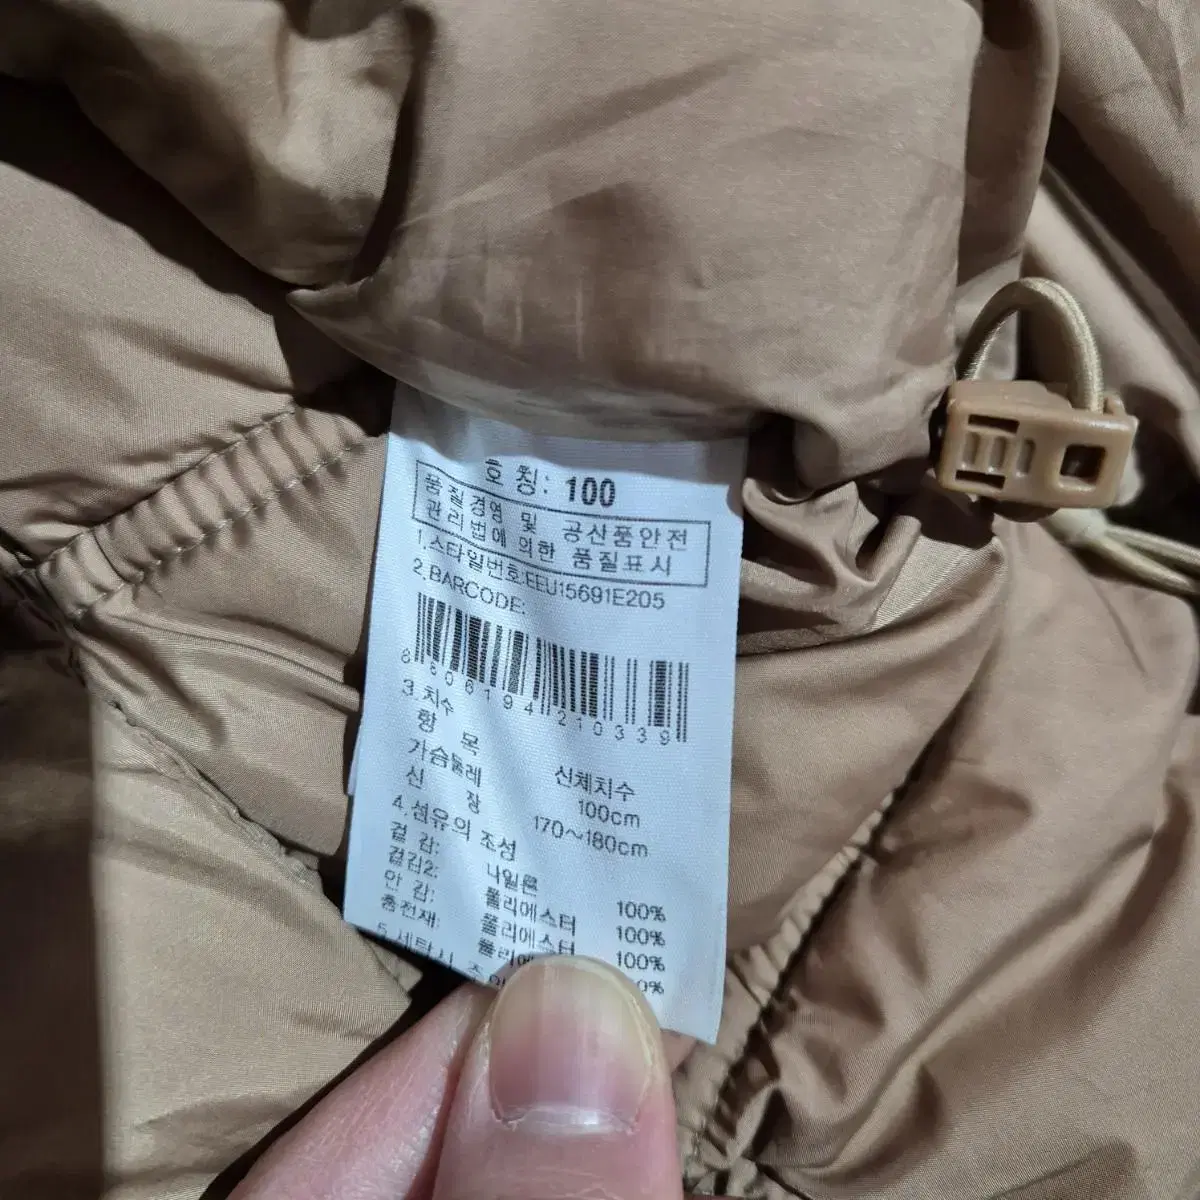 호칭: 100
품질경영 및 공산품안전
관리법에 의한 품질표시
1.스타일번호:EEU15691E205
2.BARCODE:
8806194210339
3.치수
항 목 신체치수
가슴둘레 100cm
신 장 170~180cm
4.섬유의 조성
겉 감: 나일론 100%
겉감2: 폴리에스터 100%
안 감: 폴리에스터 100%
충전재:
5.세탁시